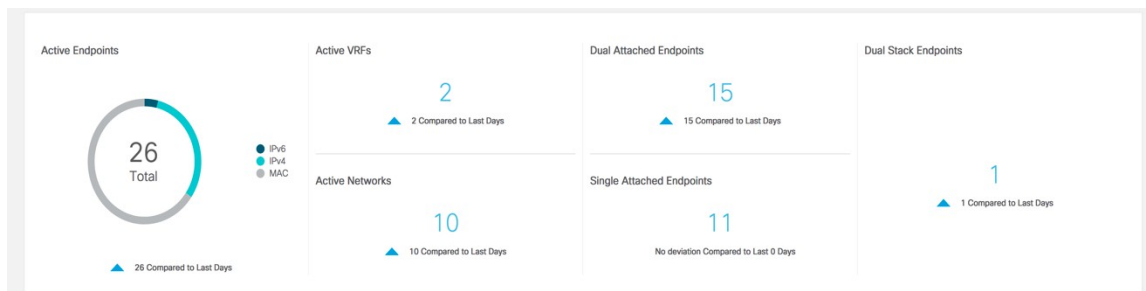 Active Endpoints
26
Total
IPv6
IPv4
MAC
26 Compared to Last Days
Active VRFs
2
2 Compared to Last Days
Active Networks
10
10 Compared to Last Days
Dual Attached Endpoints
15
15 Compared to Last Days
Single Attached Endpoints
11
No deviation Compared to Last 0 Days
Dual Stack Endpoints
1
1 Compared to Last Days